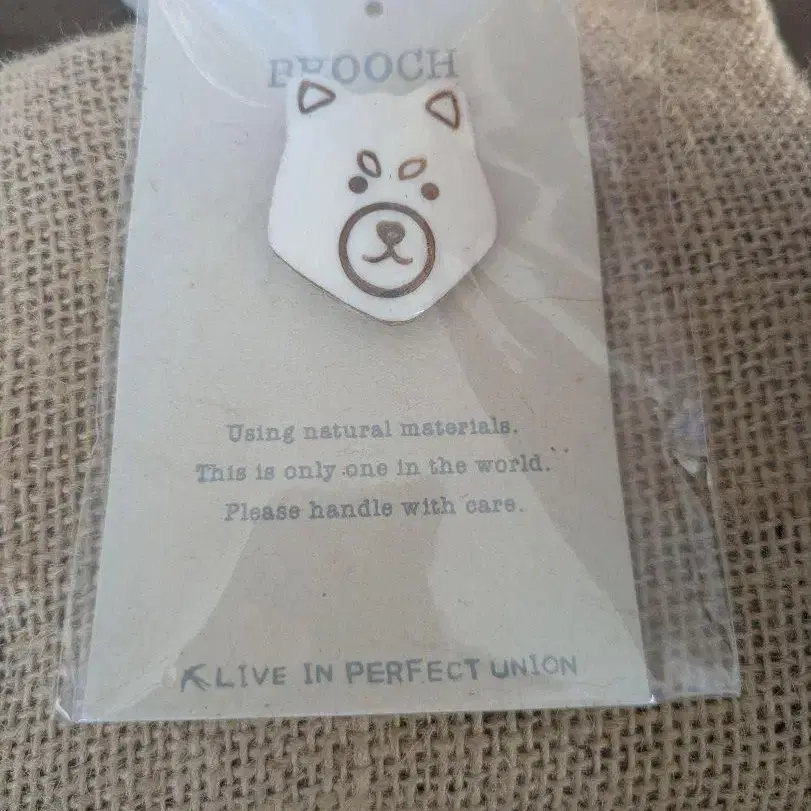 BROOCH
Using natural materials.
This is only one in the world.
Please handle with care.
LIVE IN PERFECT UNION